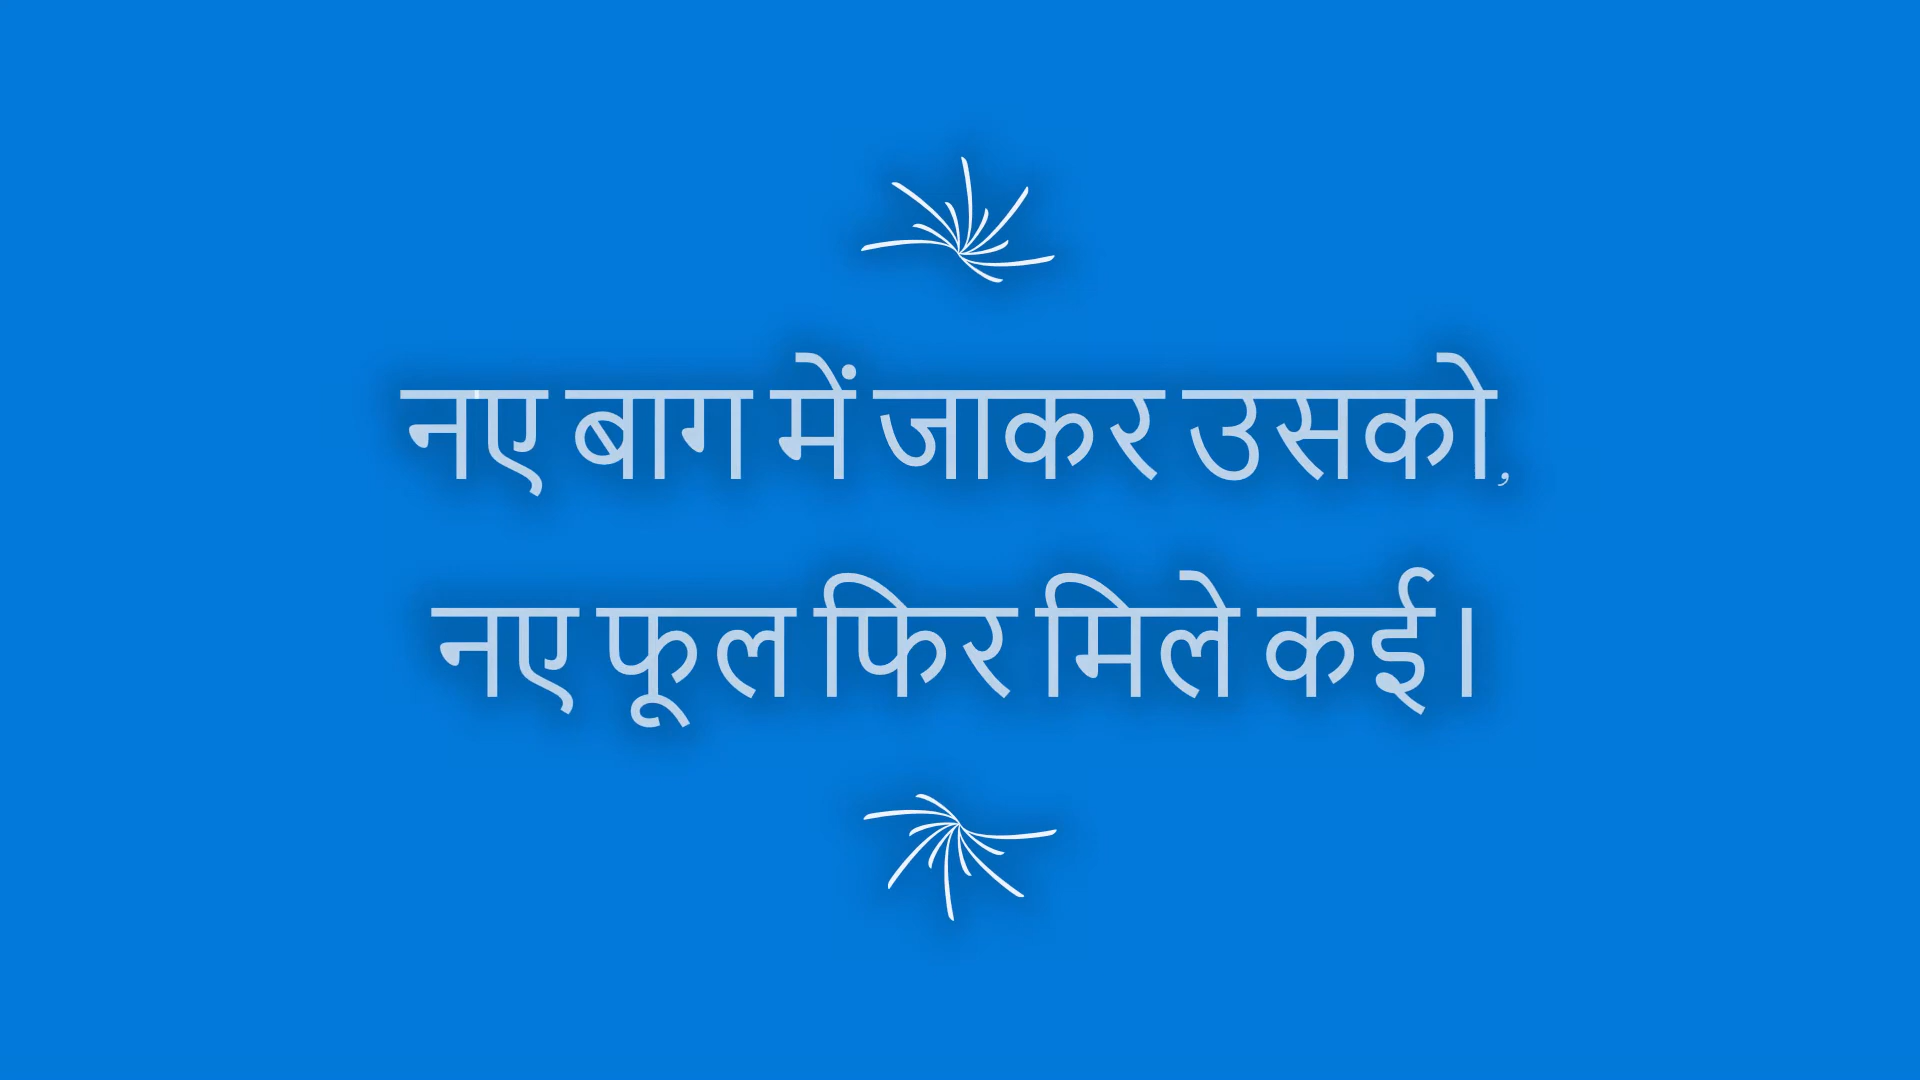 नए बाग में जाकर उसको,
नए फूल फिर मिले कई।